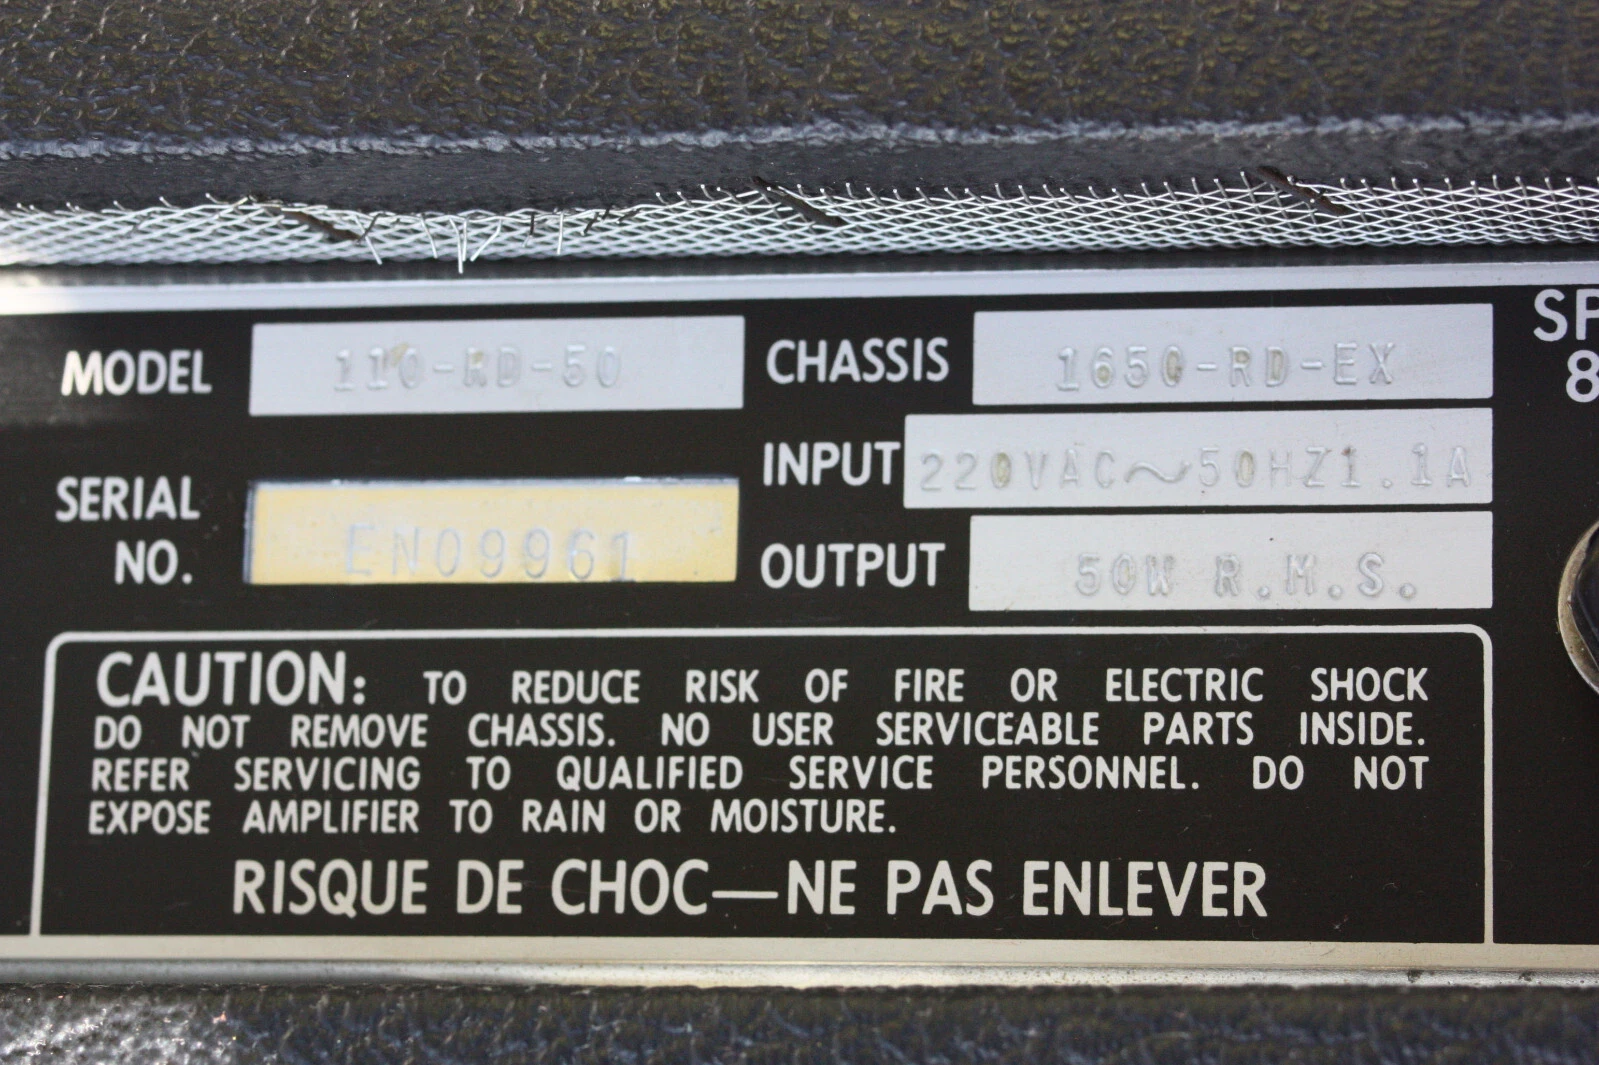 MODEL 110-RD-50 CHASSIS 1650-RD-EX SP
8
INPUT 220VAC~50HZ1.1A
SERIAL
NO. EN09961
OUTPUT 50W R.M.S.
CAUTION: TO REDUCE RISK OF FIRE OR ELECTRIC SHOCK
DO NOT REMOVE CHASSIS. NO USER SERVICEABLE PARTS INSIDE.
REFER SERVICING TO QUALIFIED SERVICE PERSONNEL. DO NOT
EXPOSE AMPLIFIER TO RAIN OR MOISTURE.
RISQUE DE CHOC—NE PAS ENLEVER